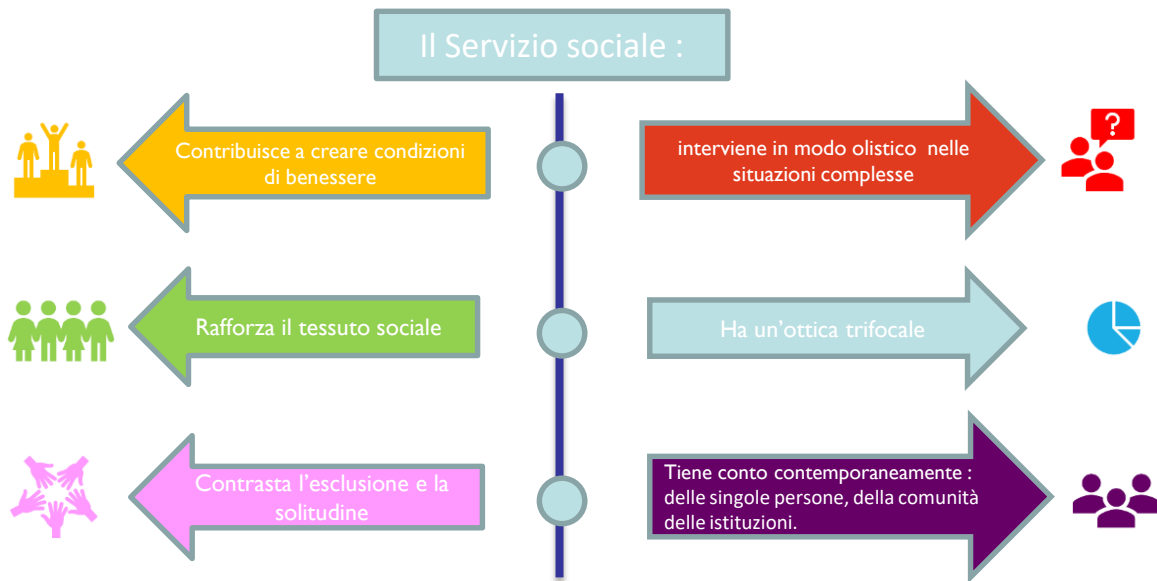 Il Servizio sociale :
Contribuisce a creare condizioni
di benessere
interviene in modo olistico nelle
situazioni complesse
?
Rafforza il tessuto sociale
Ha un'ottica trifocale
Contrasta l'esclusione e la
solitudine
Tiene conto contemporaneamente :
delle singole persone, della comunità
delle istituzioni.